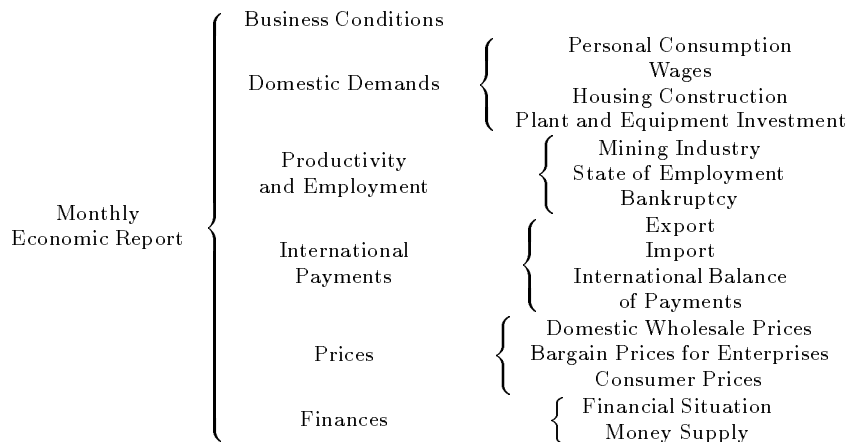 Monthly
Economic Report
Business Conditions
Domestic Demands
Personal Consumption
Wages
Housing Construction
Plant and Equipment Investment
Productivity
and Employment
Mining Industry
State of Employment
Bankruptcy
International
Payments
Export
Import
International Balance
of Payments
Prices
Domestic Wholesale Prices
Bargain Prices for Enterprises
Consumer Prices
Finances
Financial Situation
Money Supply